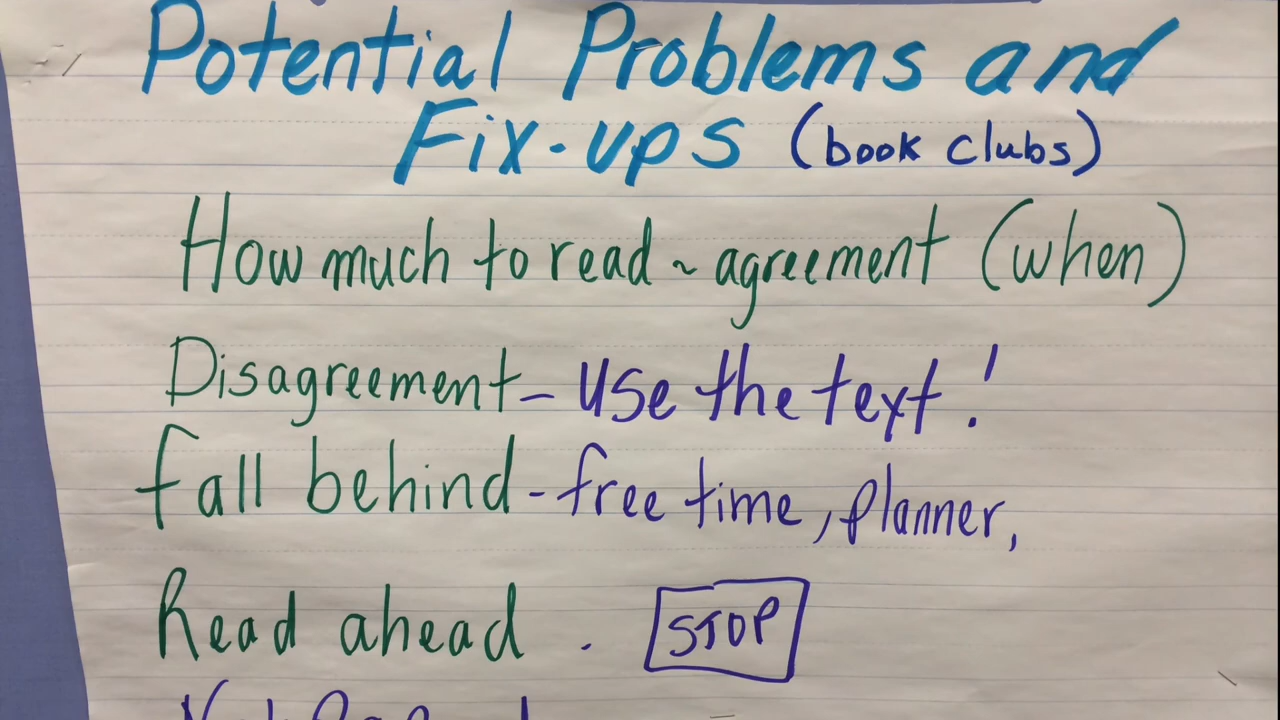 Potential Problems and
Fix-ups (book clubs)
How much to read ~ agreement (when)
Disagreement - use the text!
fall behind - free time, planner,
Read ahead . STOP